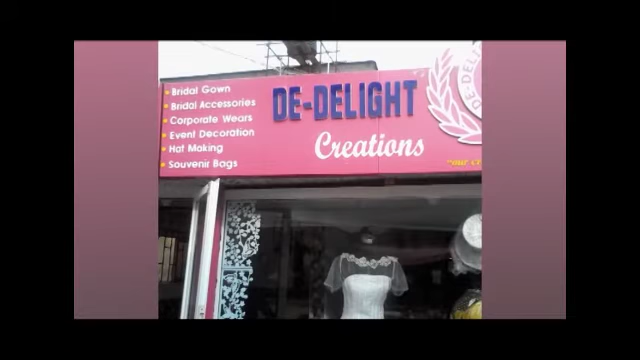 Bridal Gown
Bridal Accessories
Corporate Wears
Event Decoration
Hat Making
Souvenir Bags
DE-DELIGHT
Creations